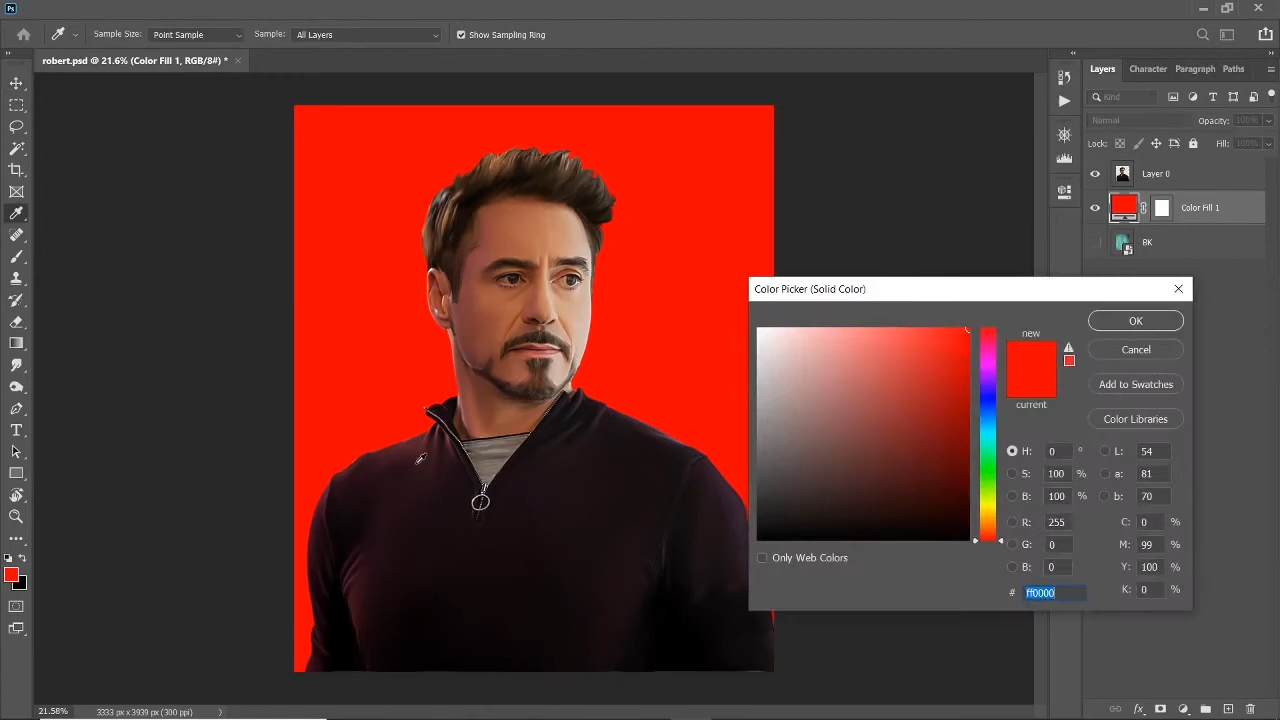 Ps
Sample Size: Point Sample Sample: All Layers Show Sampling Ring
robert.psd @ 21.6% (Color Fill 1, RGB/8#) * ×
Layers Character Paragraph Paths
Kind
Normal Opacity: 100%
Lock: Fill: 100%
Layer 0
Color Fill 1
BK
Color Picker (Solid Color)
new
OK
Cancel
current
Add to Swatches
Color Libraries
H: 0 ° L: 54
S: 100 % a: 81
B: 100 % b: 70
R: 255 C: 0 %
G: 0 M: 99 %
Only Web Colors
B: 0 Y: 100 %
# ff0000 K: 0 %
21.58% 3333 px x 3939 px (300 ppi)